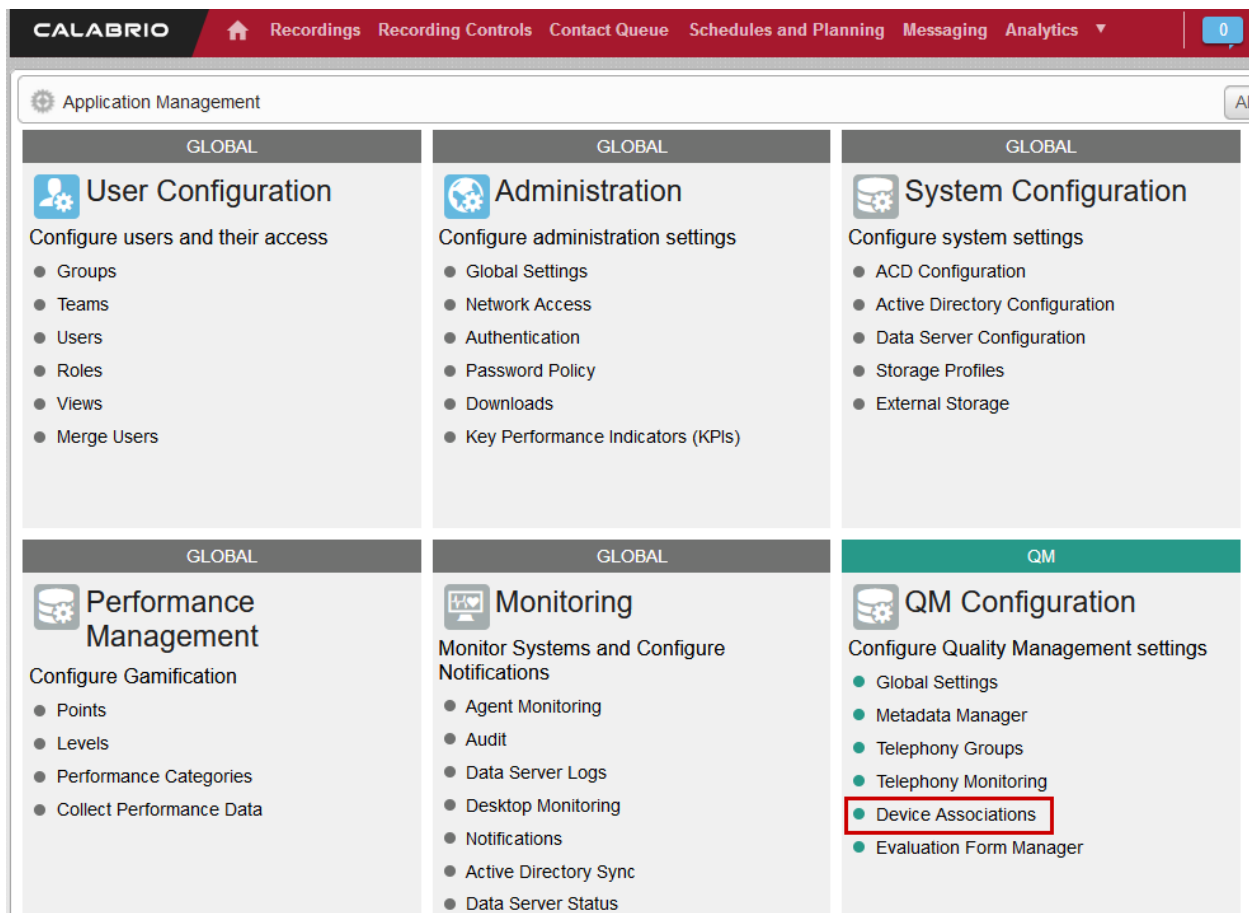 CALABRIO
Recordings Recording Controls Contact Queue Schedules and Planning Messaging Analytics ▼
0
Application Management
GLOBAL
User Configuration
Configure users and their access
Groups
Teams
Users
Roles
Views
Merge Users
GLOBAL
Administration
Configure administration settings
Global Settings
Network Access
Authentication
Password Policy
Downloads
Key Performance Indicators (KPIs)
GLOBAL
System Configuration
Configure system settings
ACD Configuration
Active Directory Configuration
Data Server Configuration
Storage Profiles
External Storage
GLOBAL
Performance
Management
Configure Gamification
Points
Levels
Performance Categories
Collect Performance Data
GLOBAL
Monitoring
Monitor Systems and Configure
Notifications
Agent Monitoring
Audit
Data Server Logs
Desktop Monitoring
Notifications
Active Directory Sync
Data Server Status
QM
QM Configuration
Configure Quality Management settings
Global Settings
Metadata Manager
Telephony Groups
Telephony Monitoring
Device Associations
Evaluation Form Manager